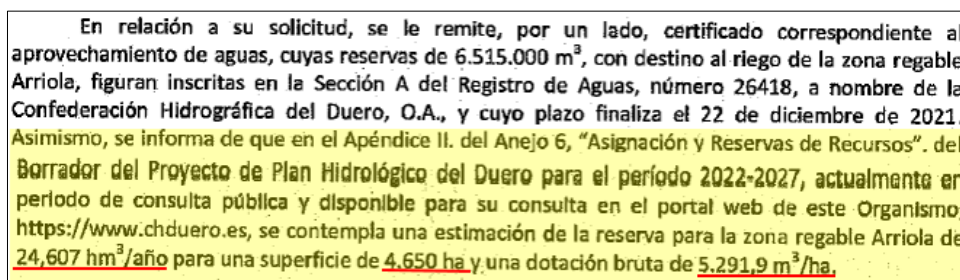 En relación a su solicitud, se le remite, por un lado, certificado correspondiente al
aprovechamiento de aguas, cuyas reservas de 6.515.000 m³, con destino al riego de la zona regable
Arriola, figuran inscritas en la Sección A del Registro de Aguas, número 26418, a nombre de la
Confederación Hidrográfica del Duero, O.A., y cuyo plazo finaliza el 22 de diciembre de 2021.
Asimismo, se informa de que en el Apéndice II. del Anejo 6, "Asignación y Reservas de Recursos". del
Borrador del Proyecto de Plan Hidrológico del Duero para el período 2022-2027, actualmente en
periodo de consulta pública y disponible para su consulta en el portal web de este Organismo
https://www.chduero.es, se contempla una estimación de la reserva para la zona regable Arriola de
24,607 hm³/año para una superficie de 4.650 ha y una dotación bruta de 5.291,9 m³/ha.